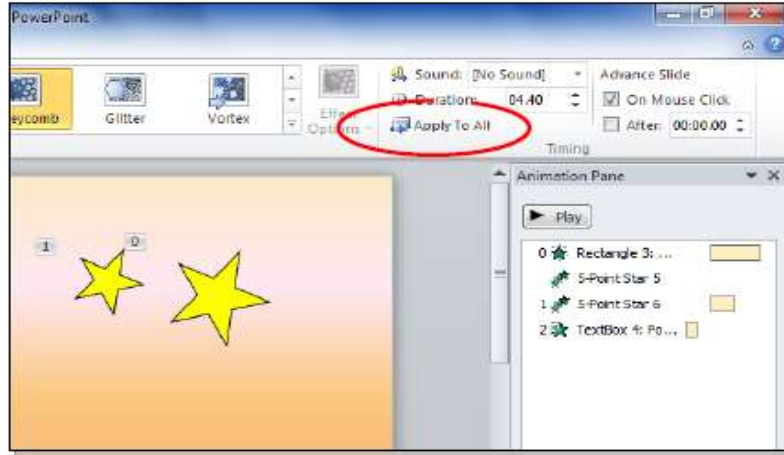 PowerPoint
Sound: [No Sound]
Advance Slide
Duration: 04.40
On Mouse Click
Glitter
Vortex
Effect
Options
Apply To All
After: 00:00.00
Timing
Animation Pane
Play
1
0
0 Rectangle 3: ...
5-Point Star 5
1 5-Point Star 6
2 TextBox 4: Po...